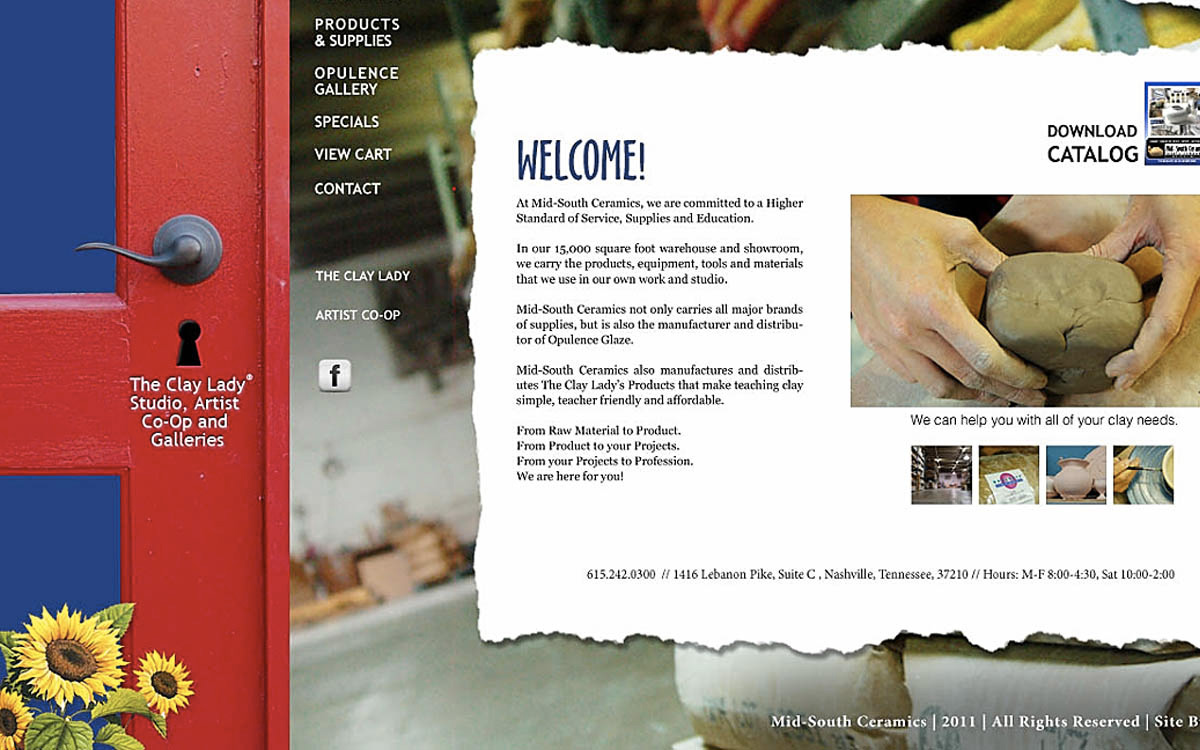 PRODUCTS
& SUPPLIES
OPULENCE
GALLERY
SPECIALS
VIEW CART
CONTACT
THE CLAY LADY
ARTIST CO-OP
f
The Clay Lady®
Studio, Artist
Co-Op and
Galleries
DOWNLOAD
CATALOG
WELCOME!
At Mid-South Ceramics, we are committed to a Higher
Standard of Service, Supplies and Education.
In our 15,000 square foot warehouse and showroom,
we carry the products, equipment, tools and materials
that we use in our own work and studio.
Mid-South Ceramics not only carries all major brands
of supplies, but is also the manufacturer and distribu-
tor of Opulence Glaze.
Mid-South Ceramics also manufactures and distrib-
utes The Clay Lady's Products that make teaching clay
simple, teacher friendly and affordable.
From Raw Material to Product.
From Product to your Projects.
From your Projects to Profession.
We are here for you!
We can help you with all of your clay needs.
615.242.0300 // 1416 Lebanon Pike, Suite C , Nashville, Tennessee, 37210 // Hours: M-F 8:00-4:30, Sat 10:00-2:00
Mid-South Ceramics | 2011 | All Rights Reserved | Site B